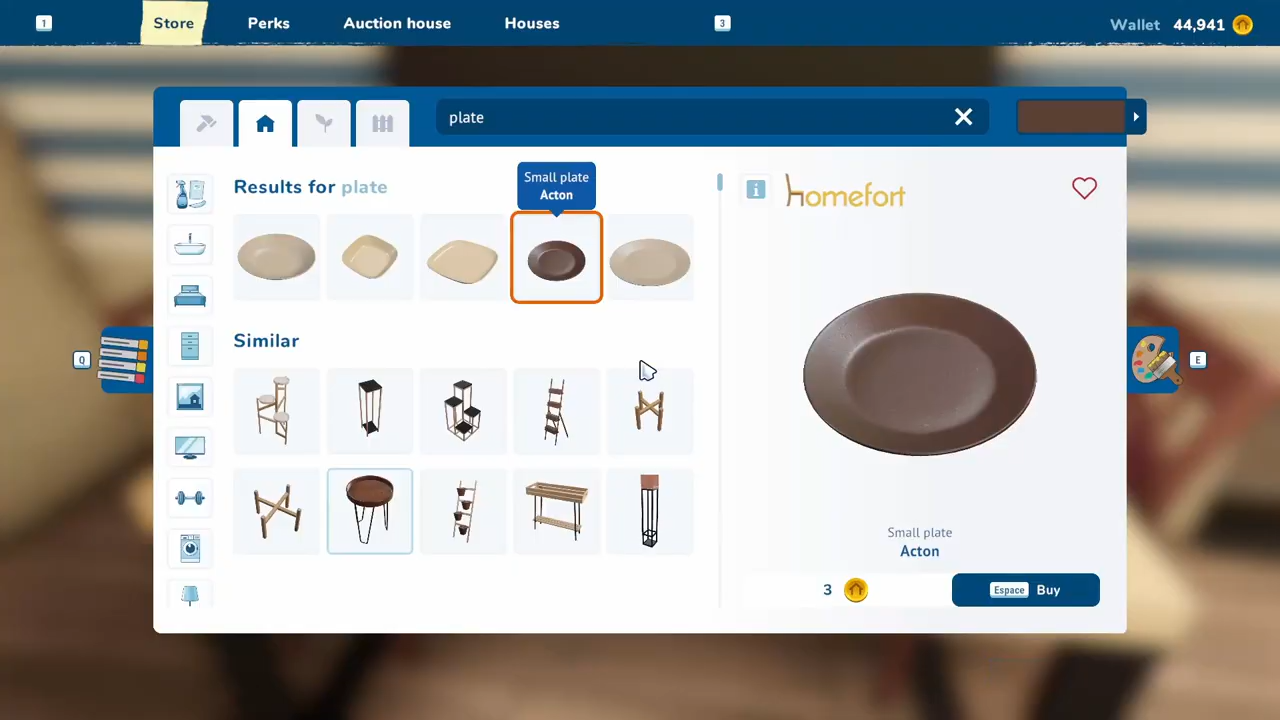 1
Store
Perks
Auction house
Houses
3
Wallet 44,941
plate
Results for plate
Small plate
Acton
homefort
Similar
Q
E
Small plate
Acton
3
Espace Buy